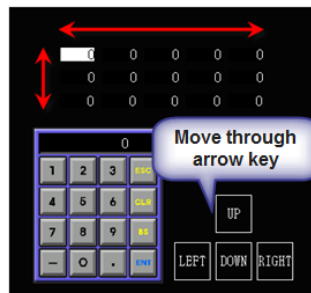 0 0 0 0 0
0 0 0 0 0
0 0 0 0 0
0
Move through
arrow key
1 2 3 ESC
4 5 6 CLR
7 8 9 BS
- 0 . ENT
UP
LEFT DOWN RIGHT